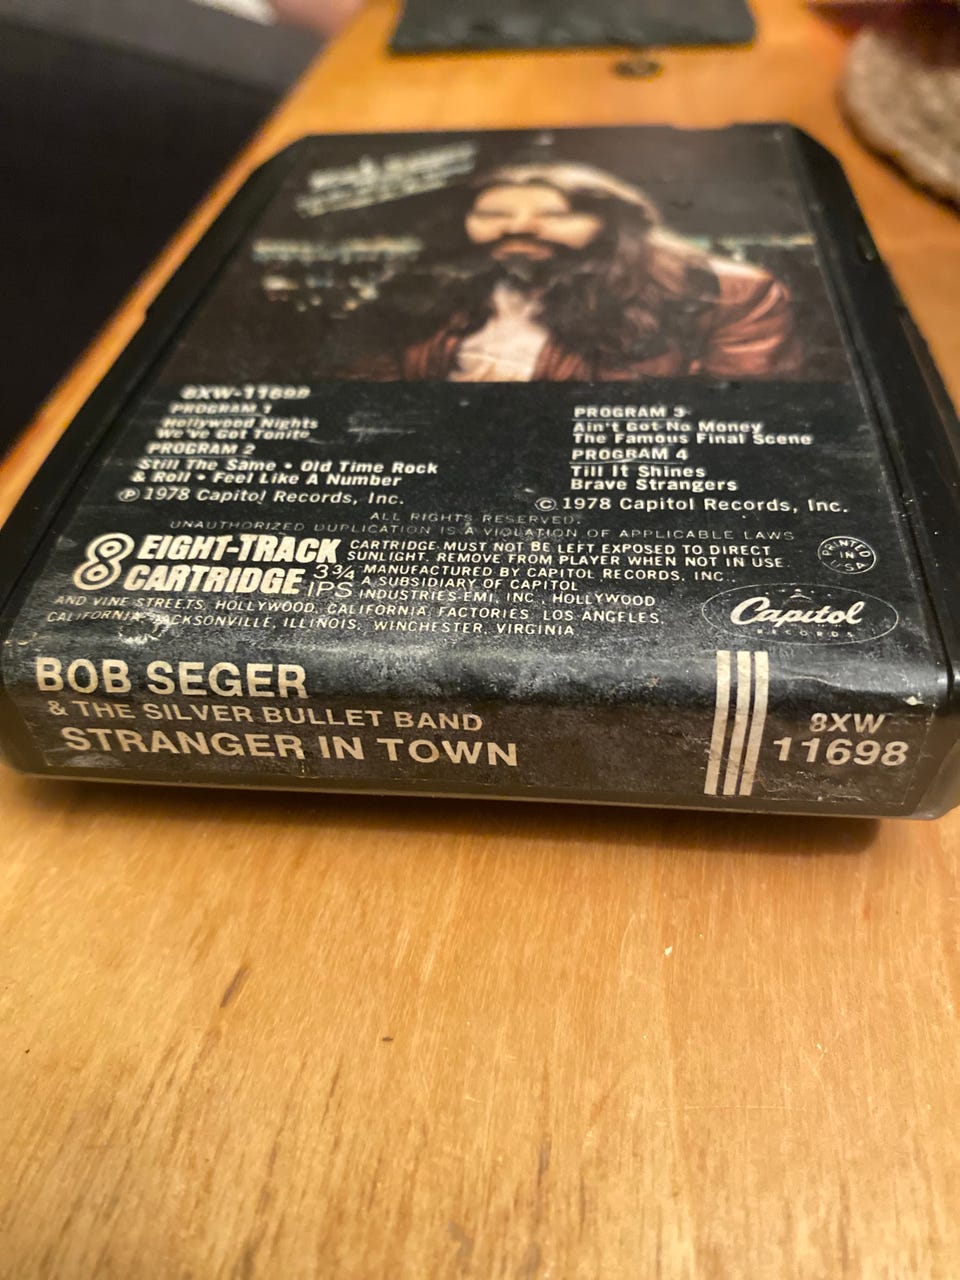 8XW-11698
PROGRAM 1
Hollywood Nights
We've Got Tonite
PROGRAM 2
Still The Same • Old Time Rock
& Roll • Feel Like A Number
℗ 1978 Capitol Records, Inc.
PROGRAM 3
Ain't Got No Money
The Famous Final Scene
PROGRAM 4
Till It Shines
Brave Strangers
© 1978 Capitol Records, Inc.
ALL RIGHTS RESERVED.
UNAUTHORIZED DUPLICATION IS A VIOLATION OF APPLICABLE LAWS
8 EIGHT-TRACK
CARTRIDGE
3 3/4
IPS
CARTRIDGE MUST NOT BE LEFT EXPOSED TO DIRECT
SUNLIGHT. REMOVE FROM PLAYER WHEN NOT IN USE.
MANUFACTURED BY CAPITOL RECORDS, INC.,
A SUBSIDIARY OF CAPITOL
INDUSTRIES-EMI, INC., HOLLYWOOD
AND VINE STREETS, HOLLYWOOD, CALIFORNIA. FACTORIES: LOS ANGELES,
CALIFORNIA, JACKSONVILLE, ILLINOIS, WINCHESTER, VIRGINIA
PRINTED
IN
USA
Capitol
RECORDS
BOB SEGER
& THE SILVER BULLET BAND
STRANGER IN TOWN
8XW
11698